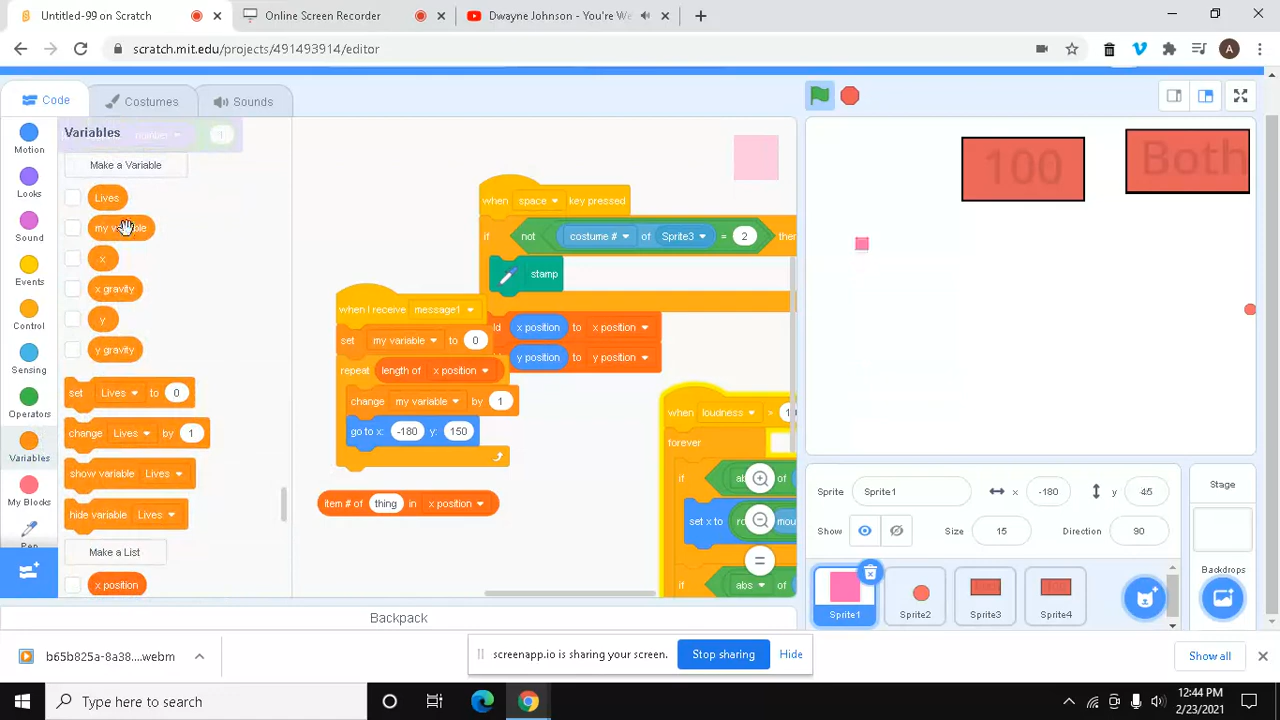 Untitled-99 on Scratch
Online Screen Recorder
Dwayne Johnson - You're We
scratch.mit.edu/projects/491493914/editor
A
Code
Costumes
Sounds
Motion
Looks
Sound
Events
Control
Sensing
Operators
Variables
My Blocks
Pen
Variables
number
1
Make a Variable
Lives
my variable
x
x gravity
y
y gravity
set Lives to 0
change Lives by 1
show variable Lives
hide variable Lives
Make a List
x position
when space key pressed
if not costume # of Sprite3 = 2 then
stamp
x position to x position
y position to y position
when I receive message1
set my variable to 0
repeat length of x position
change my variable by 1
go to x: -180 y: 150
item # of thing in x position
when loudness >
forever
if
set x to
if abs of
100
Both
Sprite Sprite1 x -180 y 45
Show Size 15 Direction 90
Sprite1
Sprite2
Sprite3
Sprite4
Stage
Backdrops
Backpack
b65b825a-8a38....webm
screenapp.io is sharing your screen.
Stop sharing
Hide
Show all
Type here to search
12:44 PM
2/23/2021